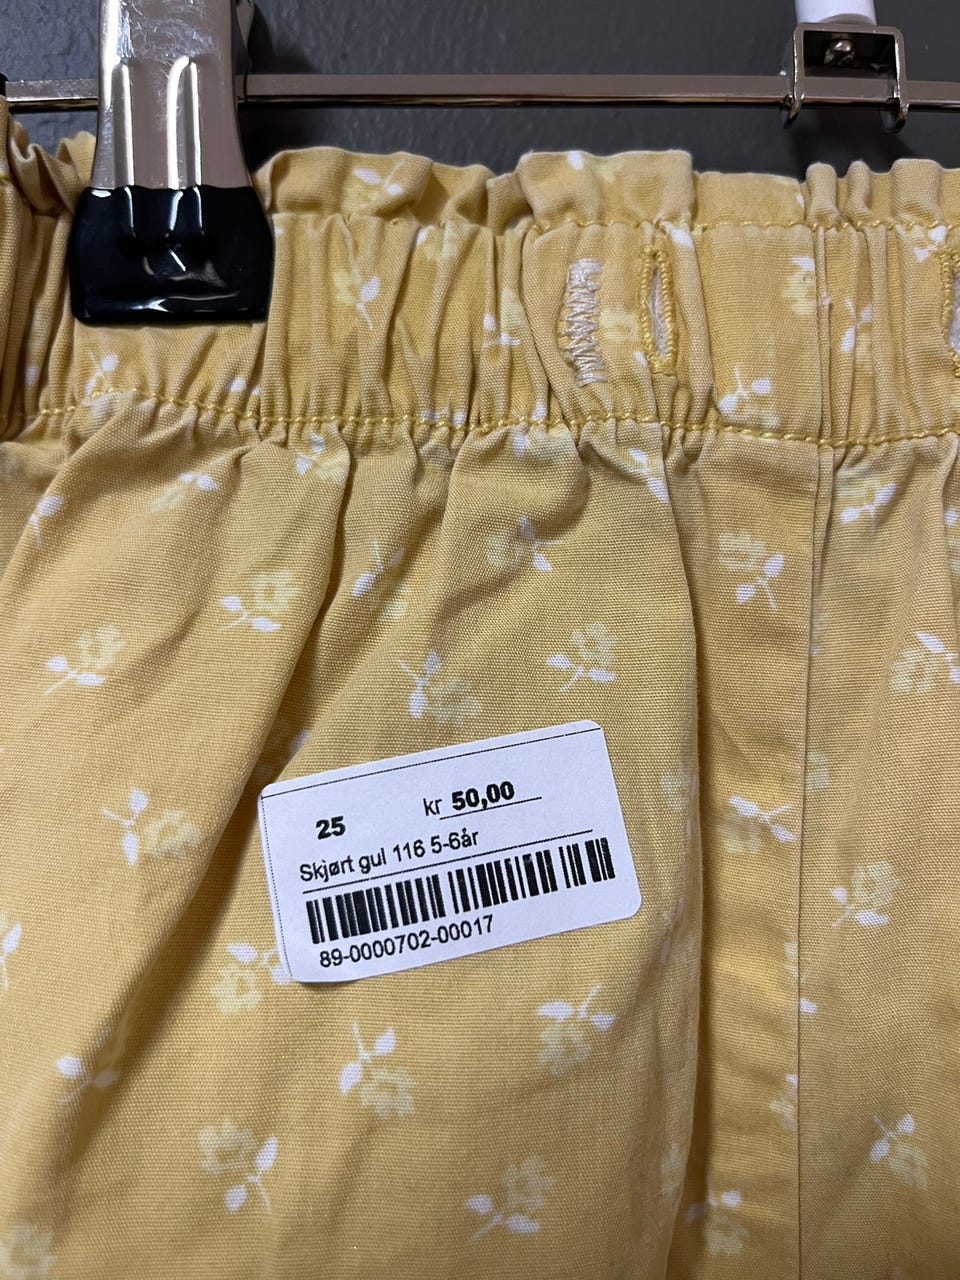 25 kr 50,00
Skjørt gul 116 5-6år
89-0000702-00017